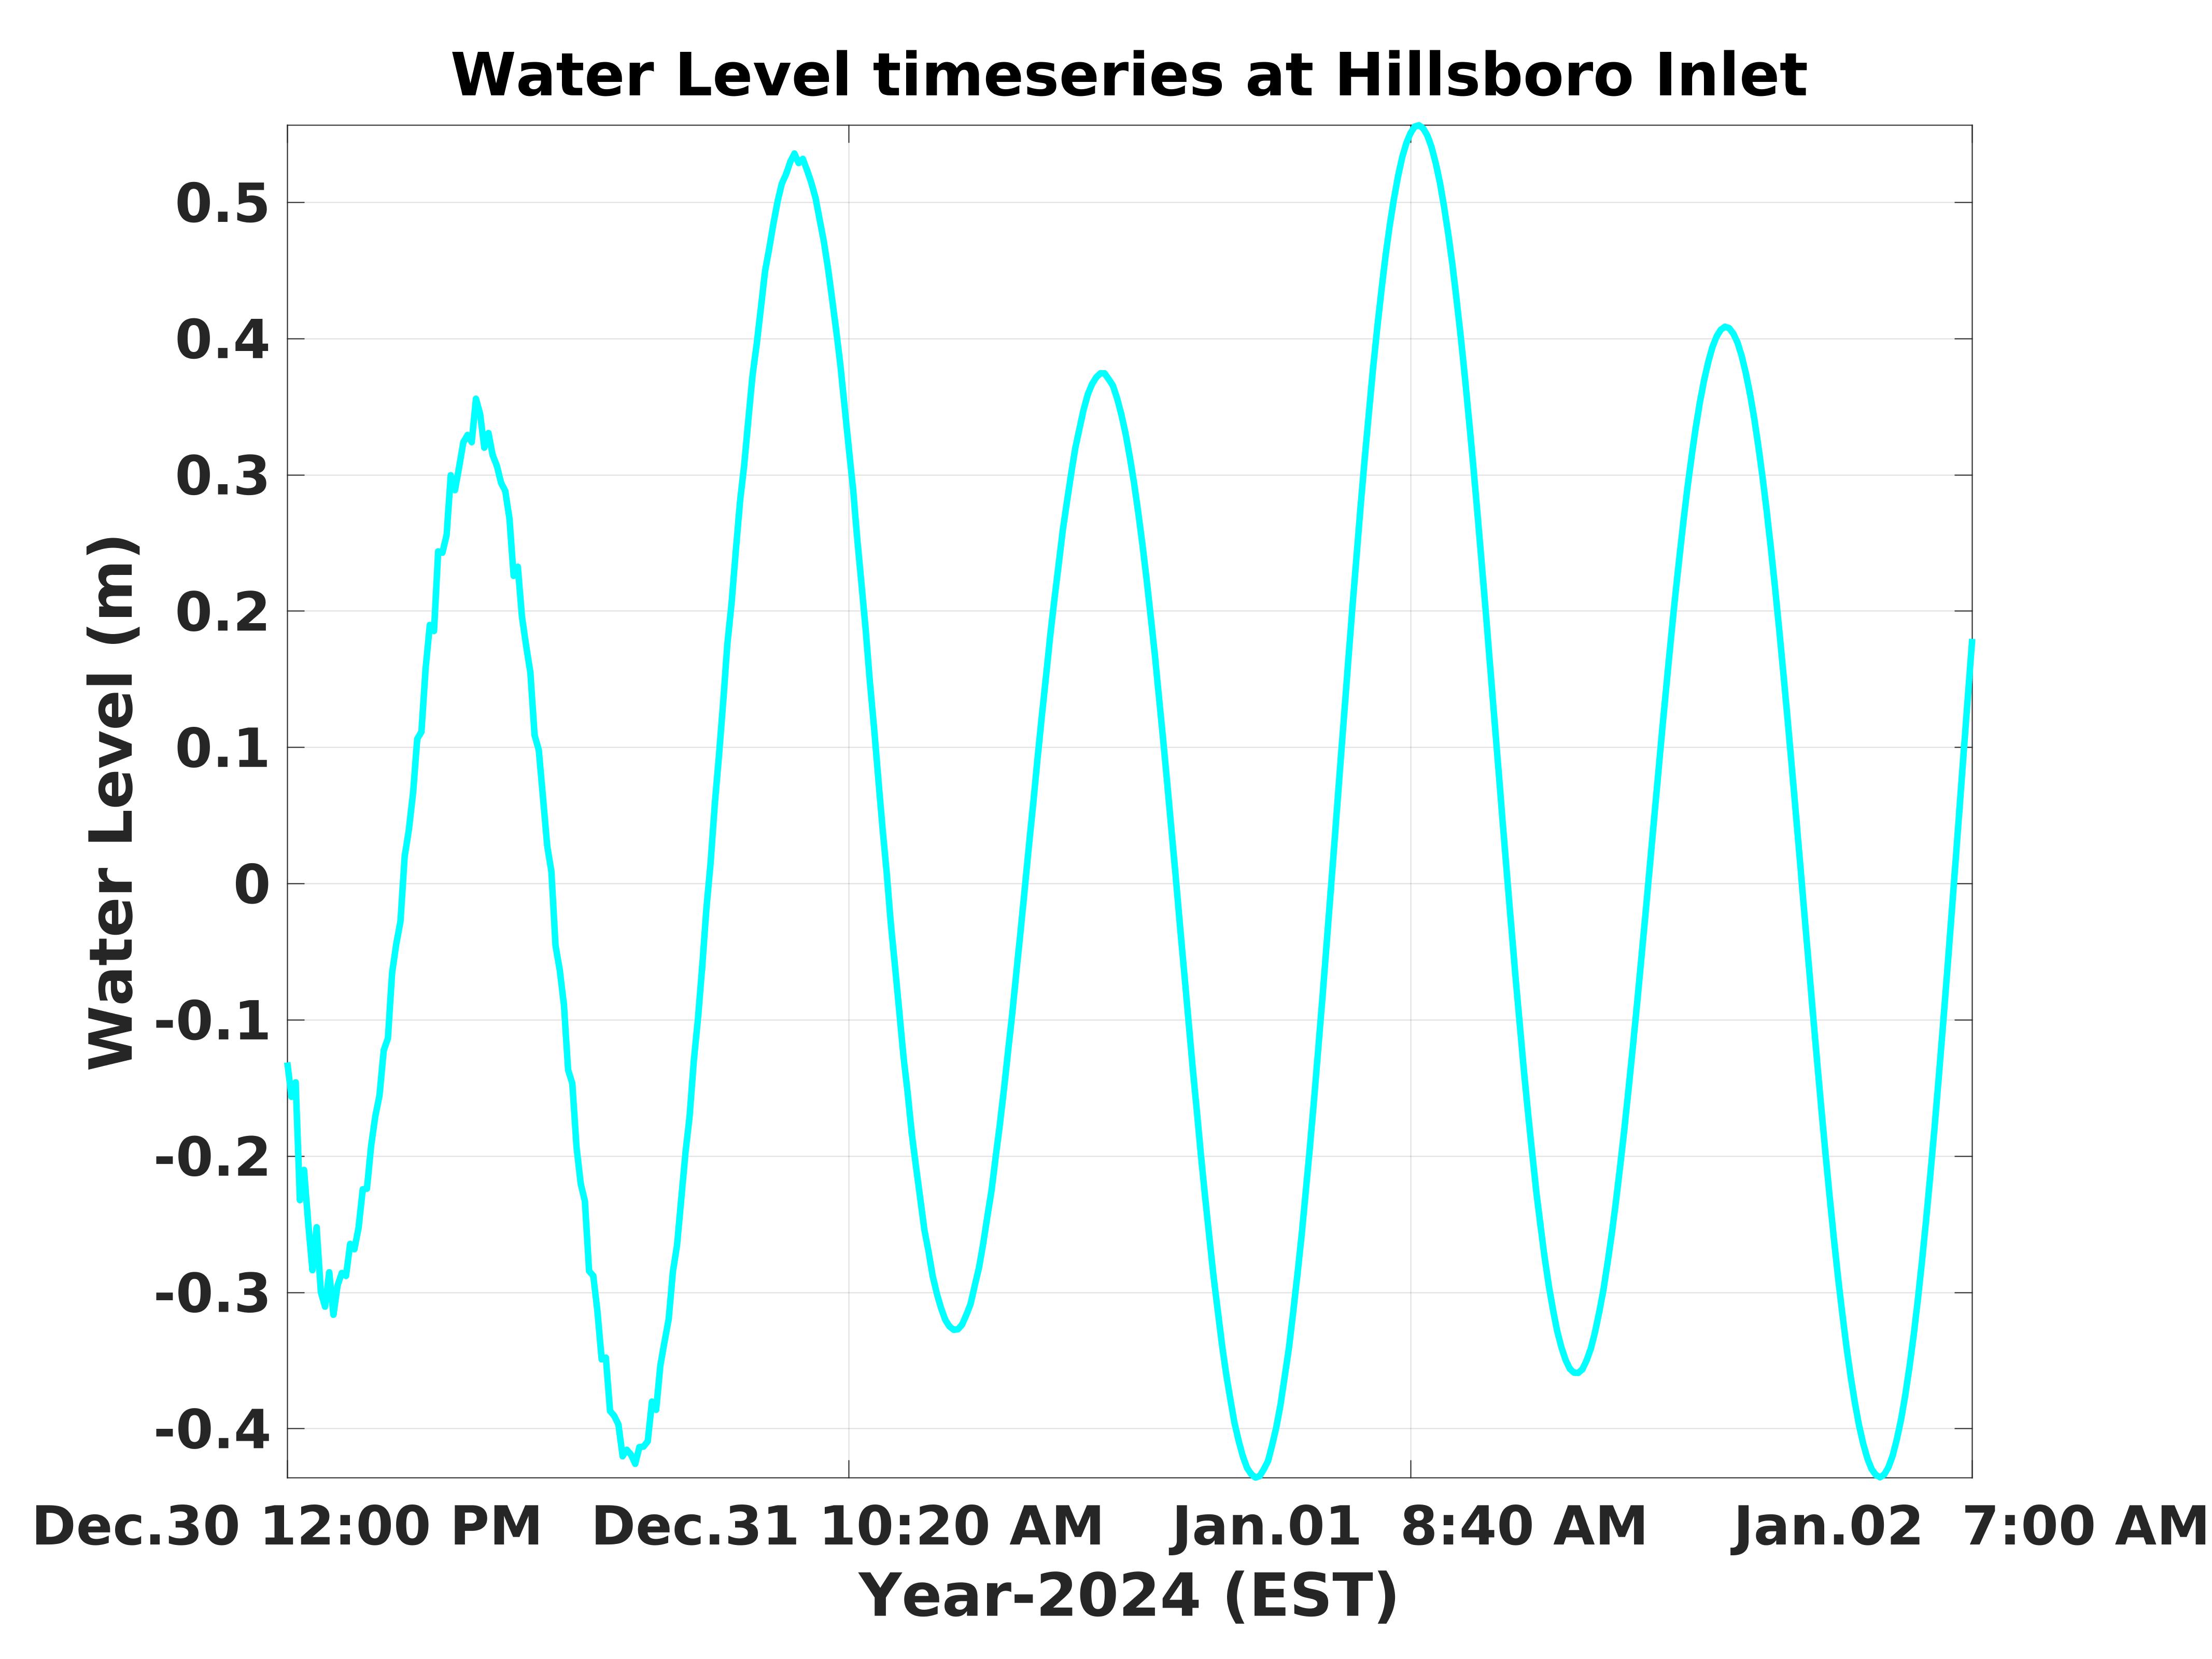 Water Level timeseries at Hillsboro Inlet
Water Level (m)
0.5
0.4
0.3
0.2
0.1
0
-0.1
-0.2
-0.3
-0.4
Dec.30 12:00 PM Dec.31 10:20 AM Jan.01 8:40 AM Jan.02 7:00 AM
Year-2024 (EST)